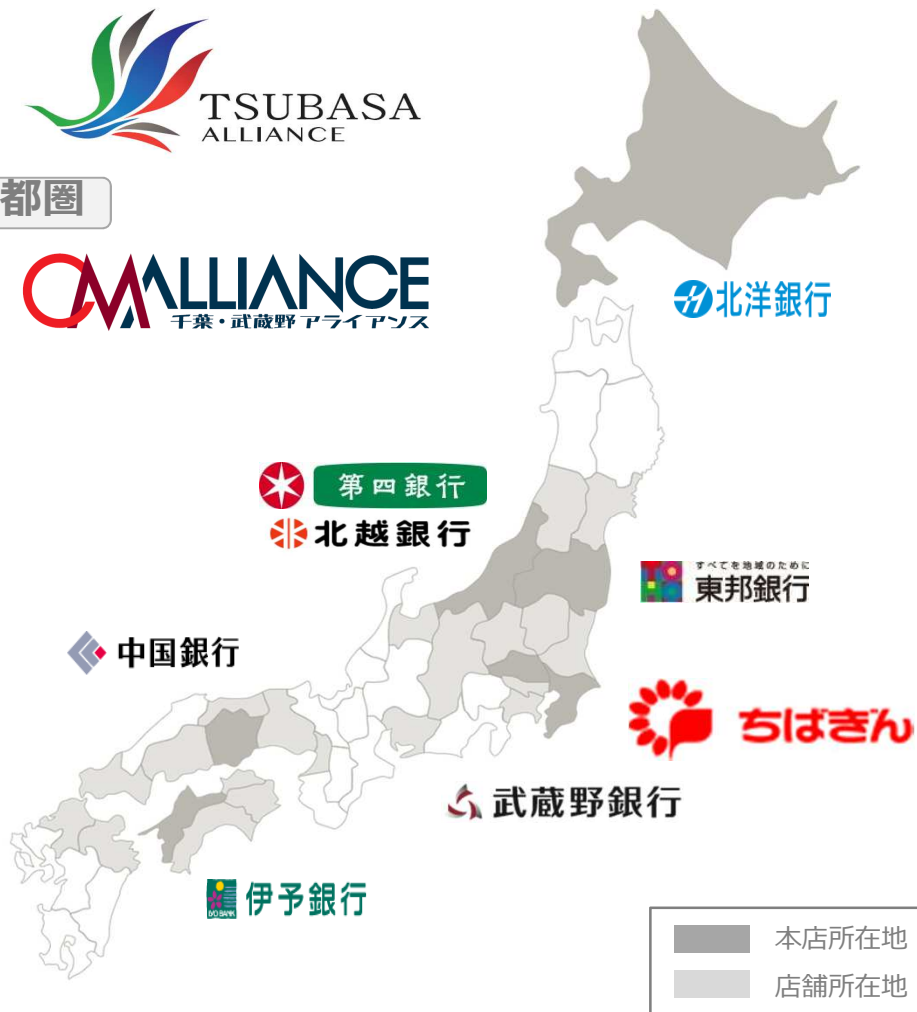 TSUBASA
ALLIANCE
都圏
CMALLIANCE
千葉・武蔵野アライアンス
北洋銀行
第四銀行
北越銀行
すべてを地域のために
TOHO
東邦銀行
中国銀行
ちばぎん
武蔵野銀行
IYO BANK
伊予銀行
本店所在地
店舗所在地